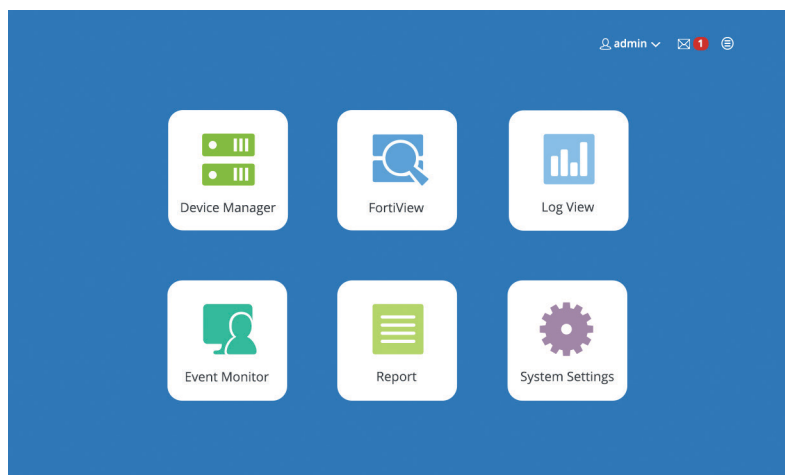 admin 1
Device Manager FortiView Log View
Event Monitor Report System Settings